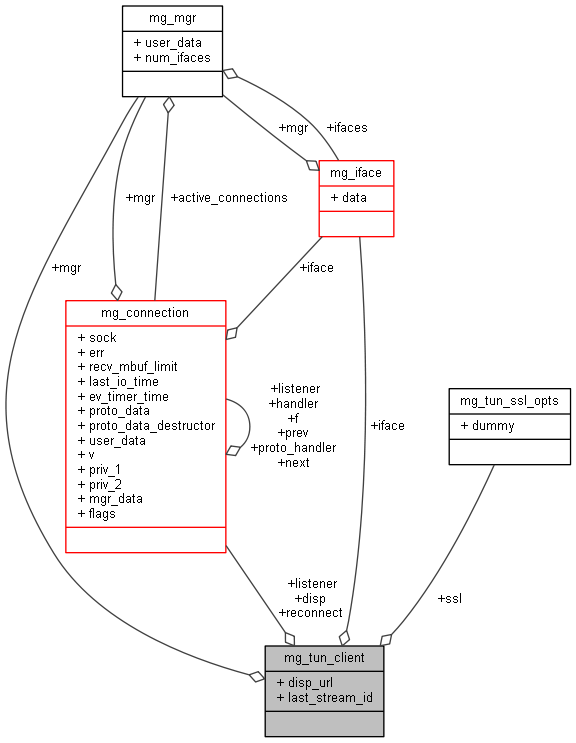 mg_mgr
+ user_data
+ num_ifaces
+mgr
+ifaces
mg_iface
+ data
+mgr
+active_connections
+mgr
+iface
mg_connection
+ sock
+ err
+ recv_mbuf_limit
+ last_io_time
+ ev_timer_time
+ proto_data
+ proto_data_destructor
+ user_data
+ v
+ priv_1
+ priv_2
+ mgr_data
+ flags
+listener
+handler
+f
+prev
+proto_handler
+next
+iface
mg_tun_ssl_opts
+ dummy
+listener
+disp
+reconnect
+ssl
mg_tun_client
+ disp_url
+ last_stream_id